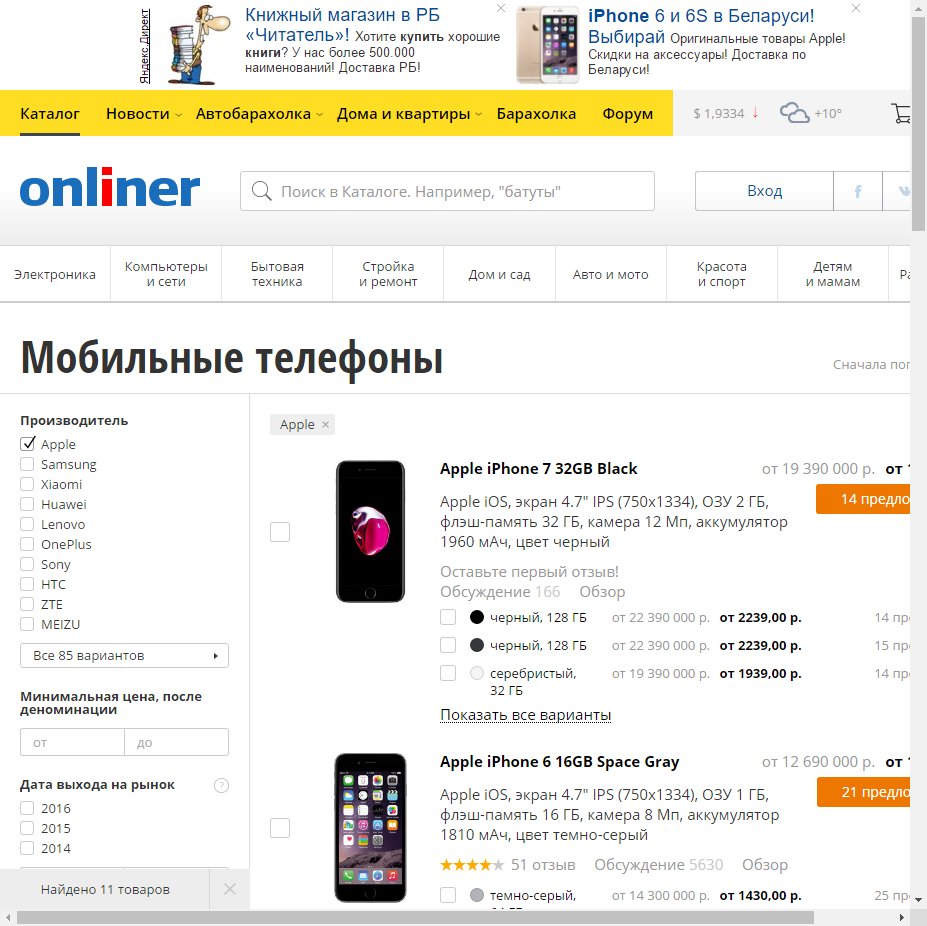 Яндекс.Директ
Книжный магазин в РБ
«Читатель»! Хотите купить хорошие
книги? У нас более 500.000
наименований! Доставка РБ!
iPhone 6 и 6S в Беларуси!
Выбирай Оригинальные товары Apple!
Скидки на аксессуары! Доставка по
Беларуси!
Каталог Новости Автобарахолка Дома и квартиры Барахолка Форум $ 1,9334 ↓ +10°
onliner
Поиск в Каталоге. Например, "батуты"
Вход
f
Электроника
Компьютеры
и сети
Бытовая
техника
Стройка
и ремонт
Дом и сад
Авто и мото
Красота
и спорт
Детям
и мамам
Мобильные телефоны
Сначала
Производитель
Apple
Samsung
Xiaomi
Huawei
Lenovo
OnePlus
Sony
HTC
ZTE
MEIZU
Все 85 вариантов
Минимальная цена, после
деноминации
от до
Дата выхода на рынок ?
2016
2015
2014
Найдено 11 товаров ×
Apple ×
Apple iPhone 7 32GB Black от 19 390 000 р. от
14
Apple iOS, экран 4.7" IPS (750x1334), ОЗУ 2 ГБ,
флэш-память 32 ГБ, камера 12 Мп, аккумулятор
1960 мАч, цвет черный
Оставьте первый отзыв!
Обсуждение 166 Обзор
черный, 128 ГБ от 22 390 000 р. от 2239,00 р. 14
черный, 128 ГБ от 22 390 000 р. от 2239,00 р. 15
серебристый, от 19 390 000 р. от 1939,00 р. 14
32 ГБ
Показать все варианты
Apple iPhone 6 16GB Space Gray от 12 690 000 р. от
21
Apple iOS, экран 4.7" IPS (750x1334), ОЗУ 1 ГБ,
флэш-память 16 ГБ, камера 8 Мп, аккумулятор
1810 мАч, цвет темно-серый
51 отзыв Обсуждение 5630 Обзор
темно-серый, от 14 300 000 р. от 1430,00 р. 25